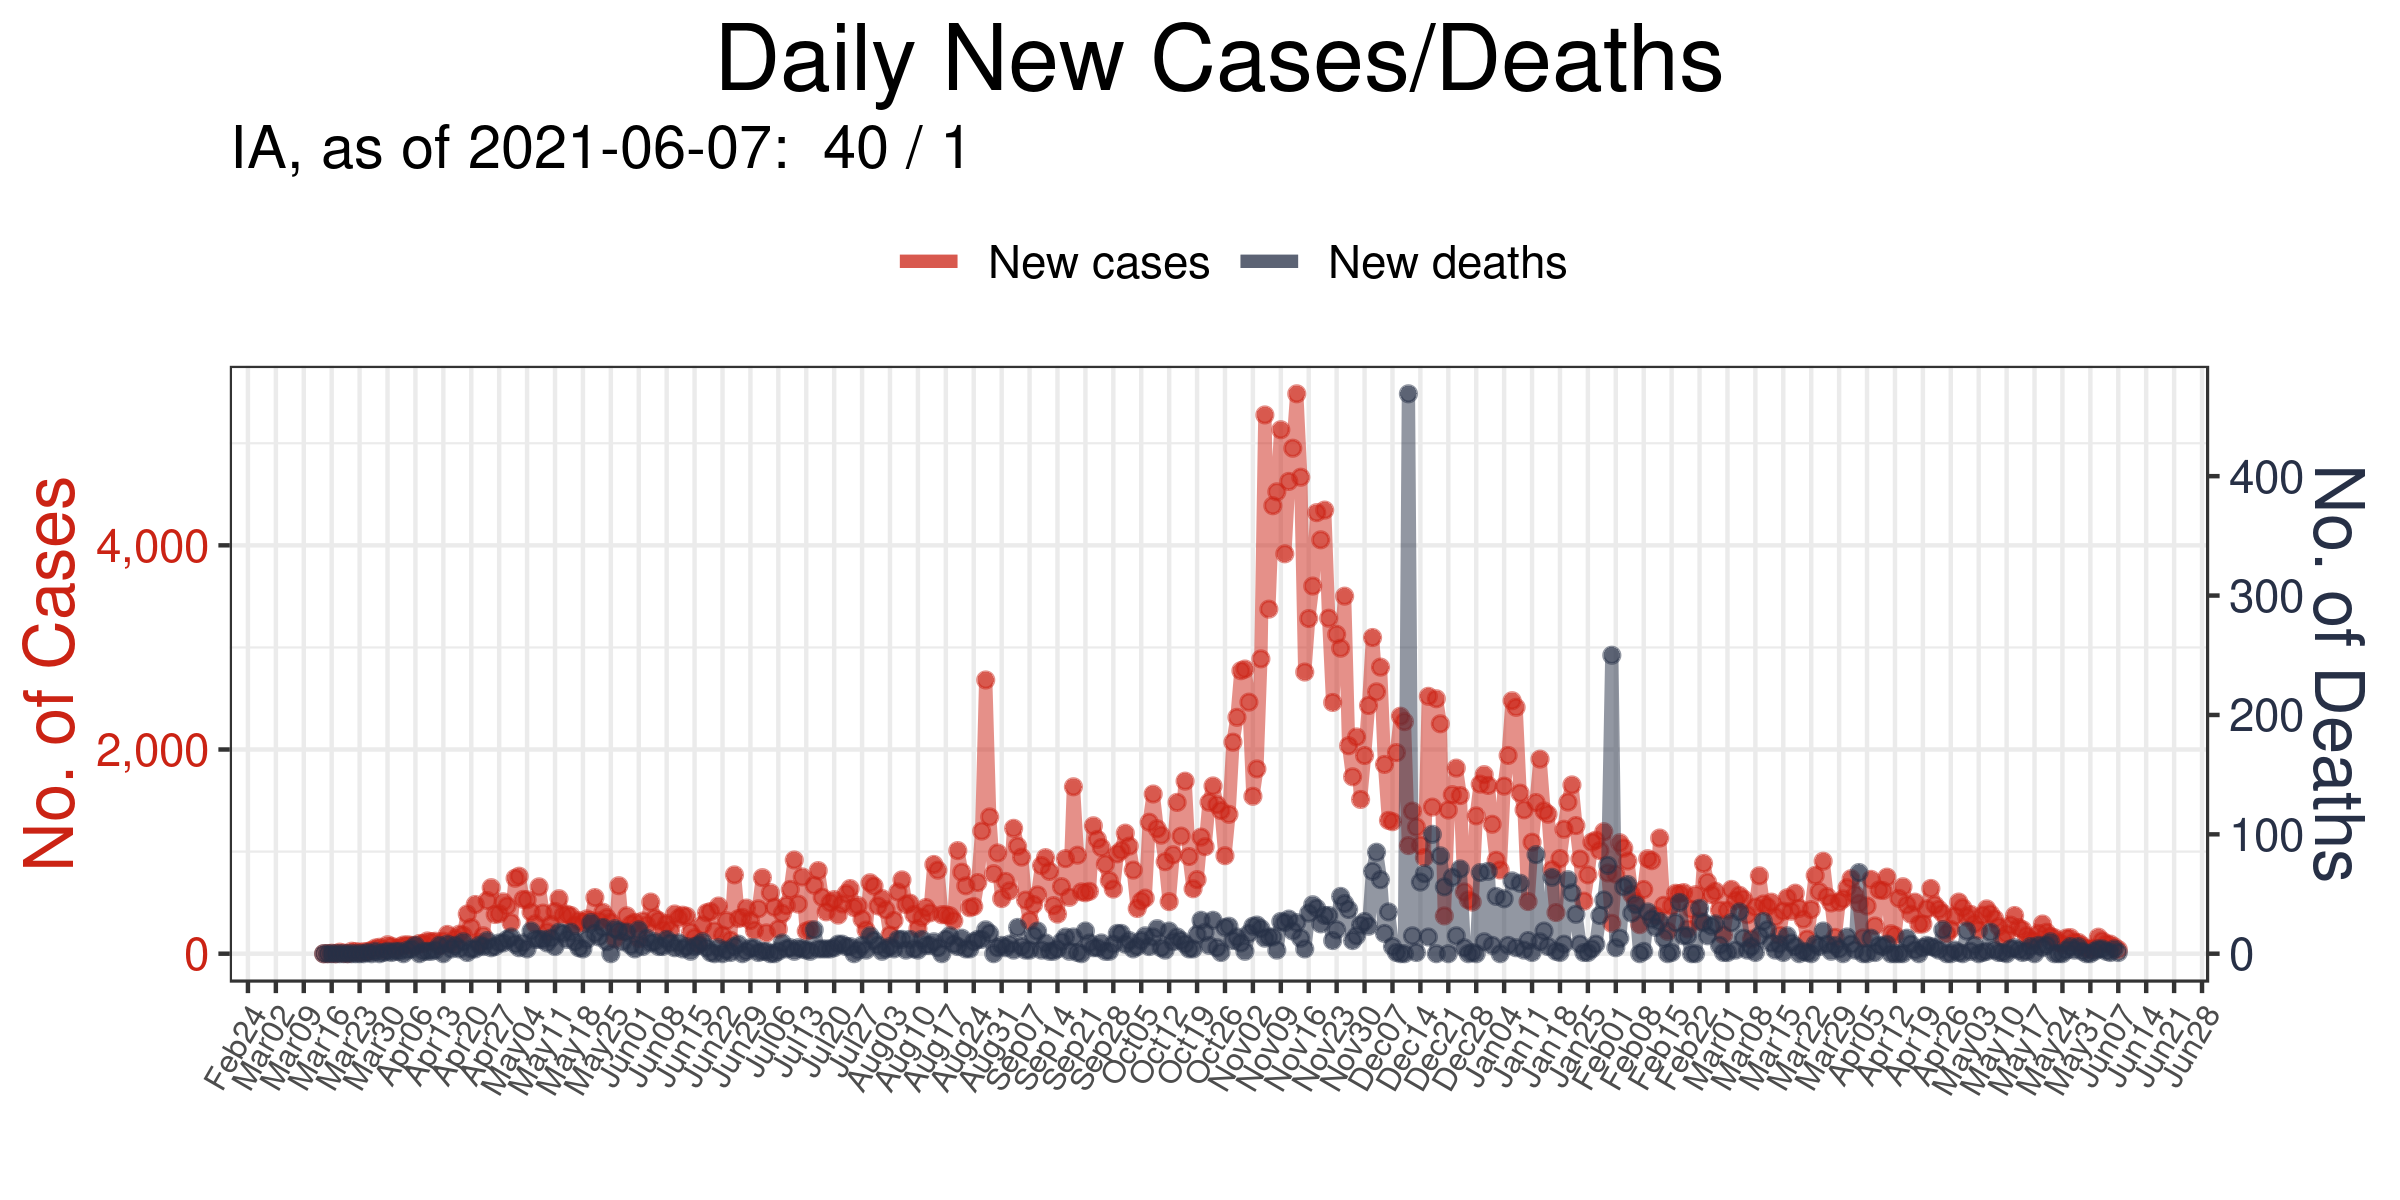 Daily New Cases/Deaths
IA, as of 2021-06-07:  40 / 1
New cases
New deaths
No. of Cases
4,000
2,000
0
400
300
200
100
0
No. of Deaths
Feb24
Mar02
Mar09
Mar16
Mar23
Mar30
Apr06
Apr13
Apr20
Apr27
May04
May11
May18
May25
Jun01
Jun08
Jun15
Jun22
Jun29
Jul06
Jul13
Jul20
Jul27
Aug03
Aug10
Aug17
Aug24
Aug31
Sep07
Sep14
Sep21
Sep28
Oct05
Oct12
Oct19
Oct26
Nov02
Nov09
Nov16
Nov23
Nov30
Dec07
Dec14
Dec21
Dec28
Jan04
Jan11
Jan18
Jan25
Feb01
Feb08
Feb15
Feb22
Mar01
Mar08
Mar15
Mar22
Mar29
Apr05
Apr12
Apr19
Apr26
May03
May10
May17
May24
May31
Jun07
Jun14
Jun21
Jun28